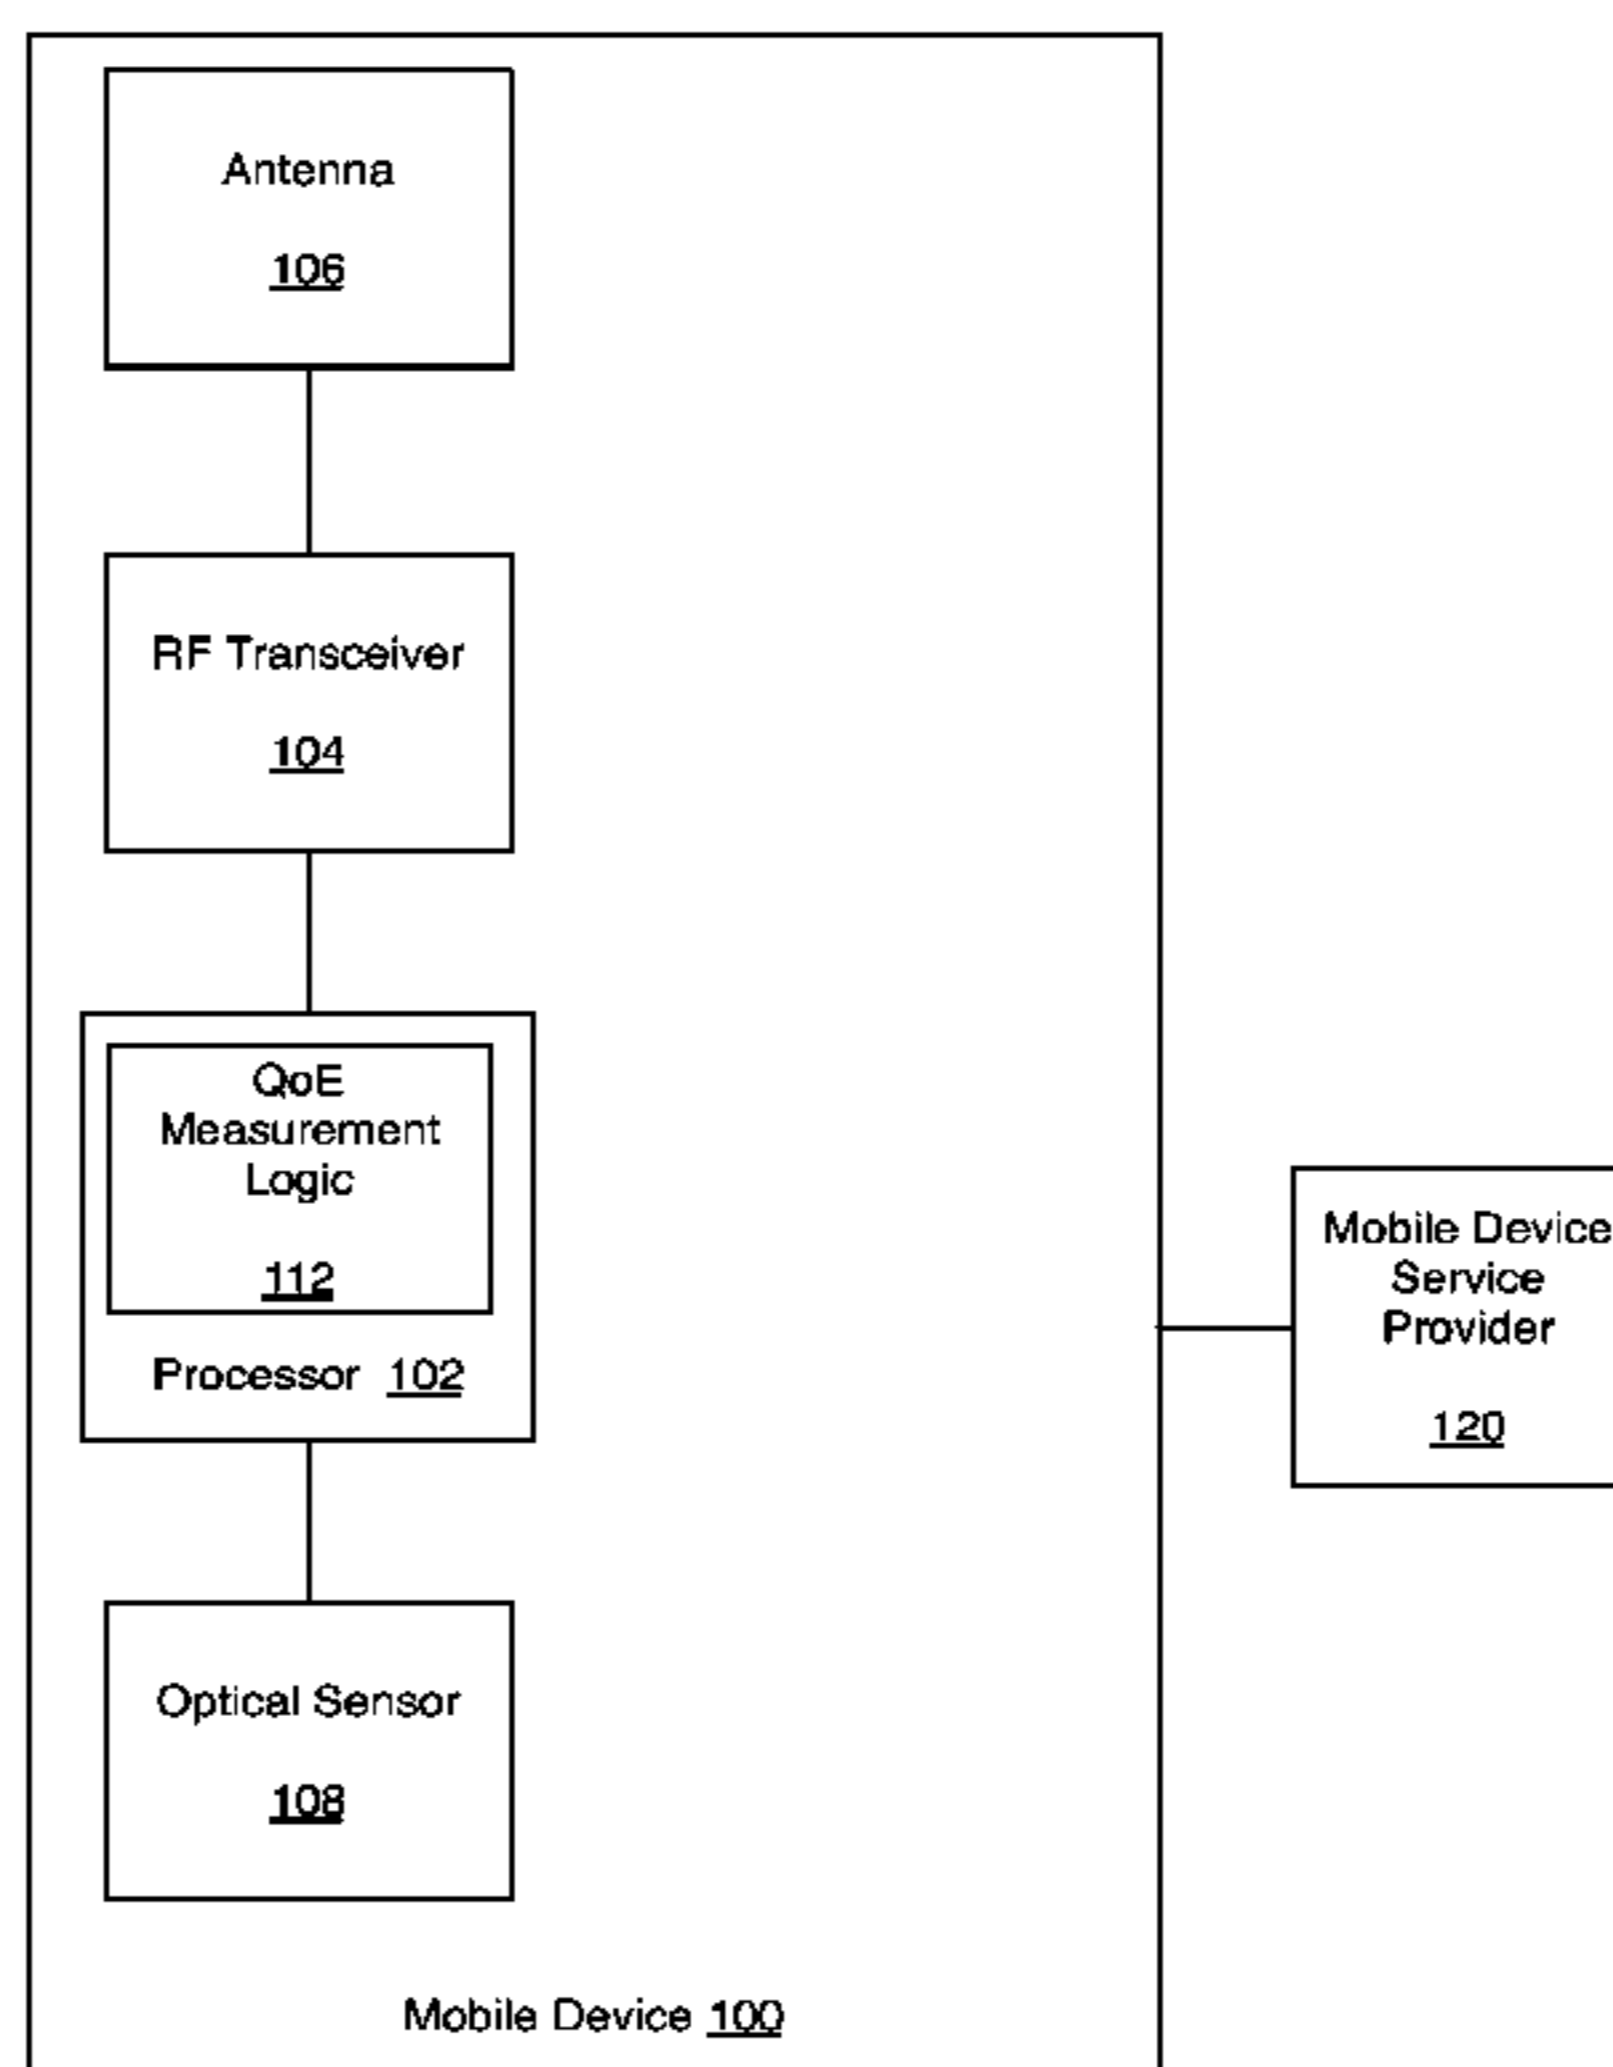 Antenna
106
RF Transceiver
104
QoE
Measurement
Logic
112
Processor 102
Mobile Device
Service
Provider
120
Optical Sensor
108
Mobile Device 100